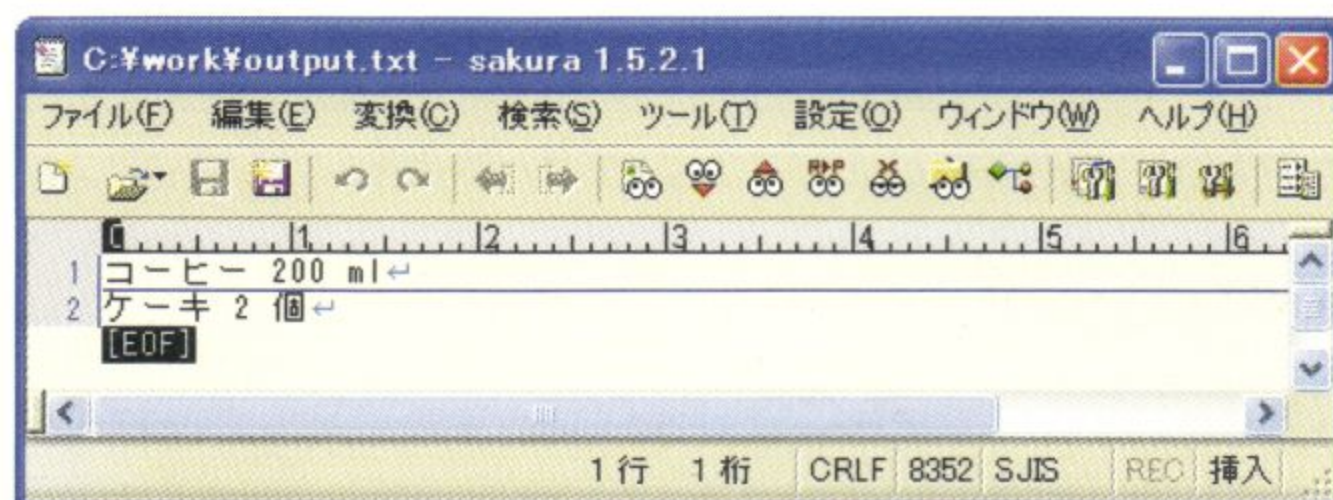 C:¥work¥output.txt - sakura 1.5.2.1
ファイル(F) 編集(E) 変換(C) 検索(S) ツール(T) 設定(O) ウィンドウ(W) ヘルプ(H)
0 1 2 3 4 5 6
1 コーヒー 200 ml↵
2 ケーキ 2 個↵
[EOF]
1 行 1 桁 CRLF 8352 SJIS REC 挿入